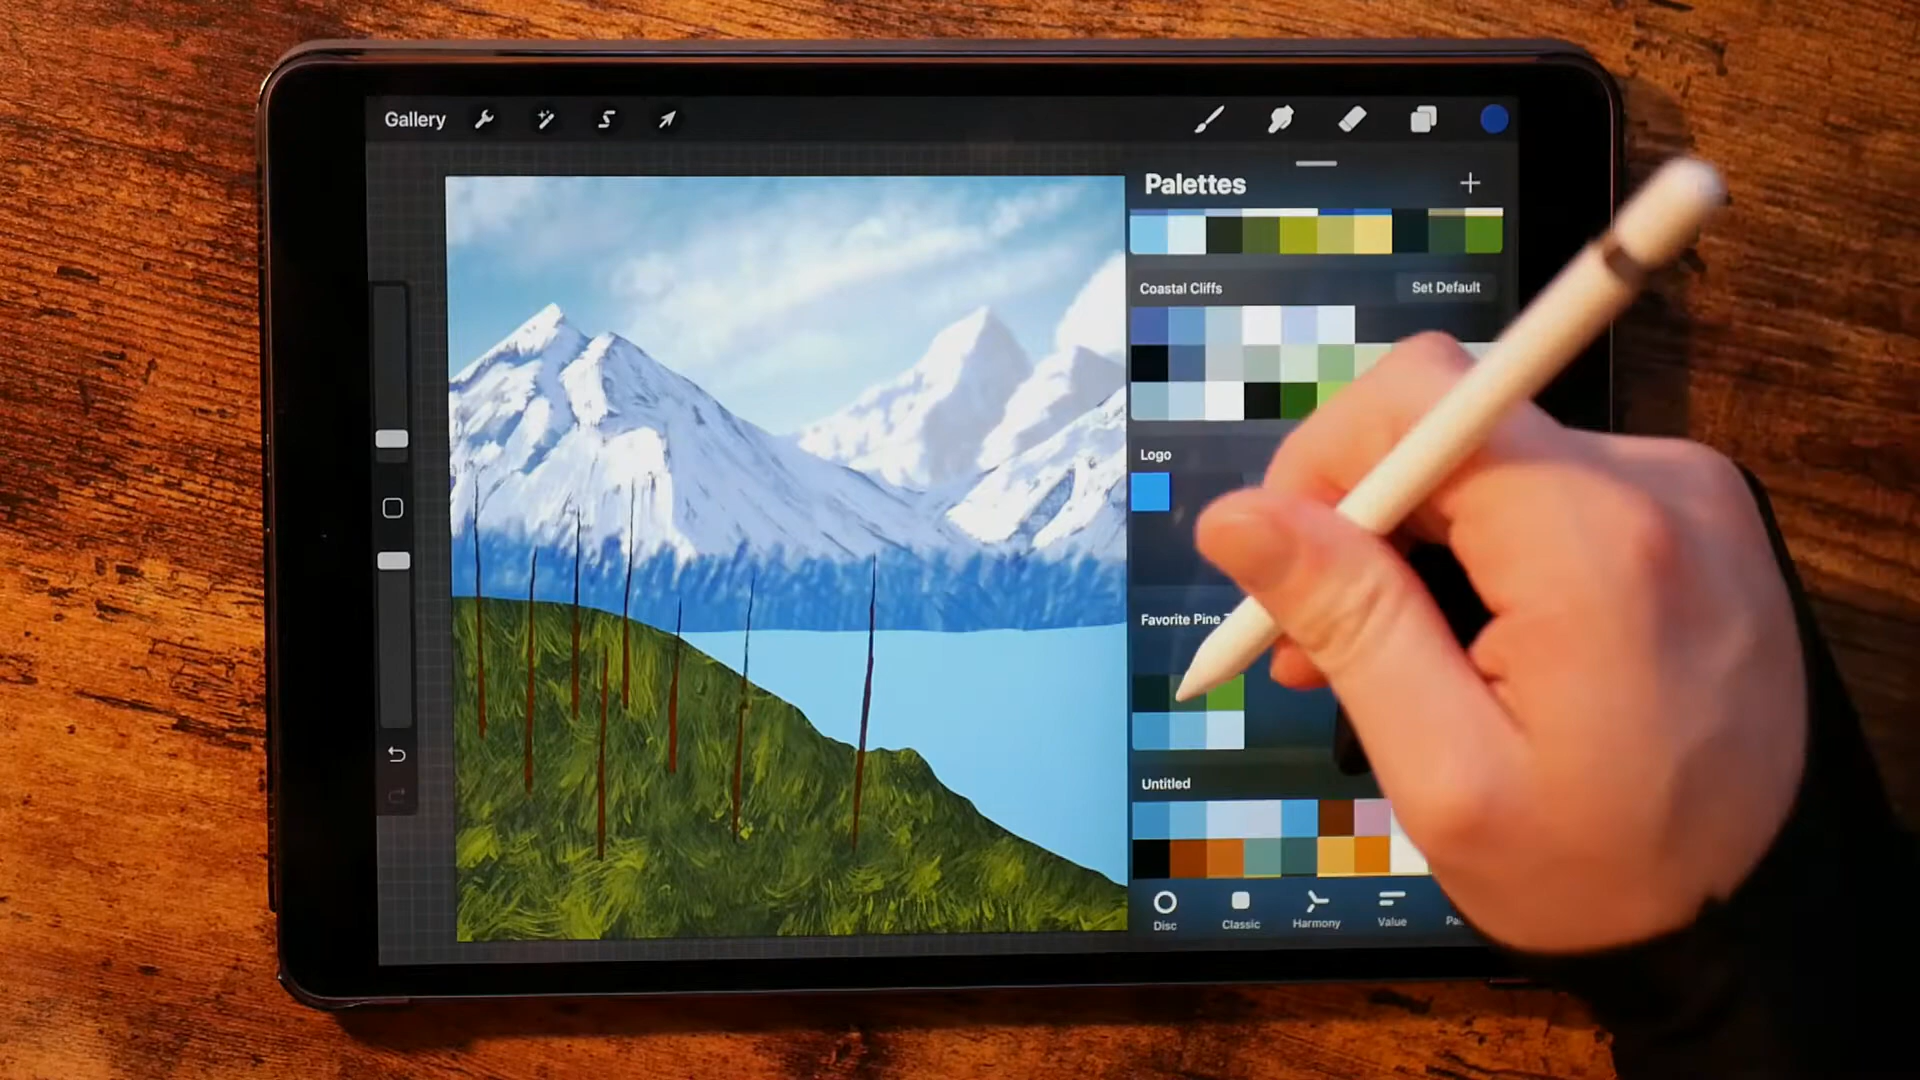 Gallery
Palettes
Coastal Cliffs
Set Default
Logo
Favorite Pine
Untitled
Disc
Classic
Harmony
Value